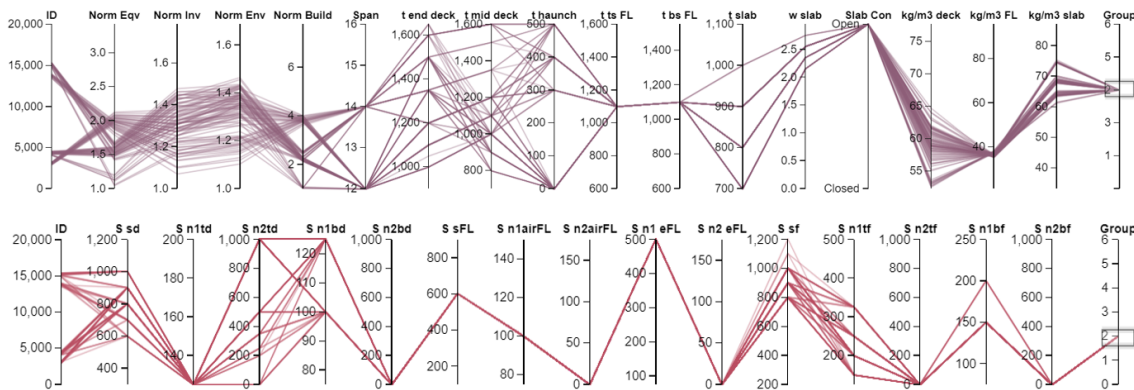 ID Norm Eqv Norm Inv Norm Env Norm Build Span t end deck t mid deck t haunch t ts FL t bs FL t slab w slab Slab Con kg/m3 deck kg/m3 FL kg/m3 slab Group
20,000 15,000 10,000 5,000 0
3.0 2.5 2.0 1.5 1.0
1.6 1.4 1.2 1.0
1.6 1.4 1.2 1.0
6 4 2
16 15 14 13 12
1,600 1,400 1,200 1,000
1,600 1,400 1,200 1,000 800
500 400 300 200 100 0
1,600 1,400 1,200 1,000 800 600
1,600 1,400 1,200 1,000 800 600
1,100 1,000 900 800 700
2.5 2.0 1.5 1.0 0.5 0.0
Open Closed
75 70 65 60 55
80 60 40
80 70 60 50 40
6 5 4 3 2 1
ID S sd S n1td S n2td S n1bd S n2bd S sFL S n1airFL S n2airFL S n1 eFL S n2 eFL S sf S n1tf S n2tf S n1bf S n2bf Group
20,000 15,000 10,000 5,000 0
1,200 1,000 800 600 400
200 180 160 140
1,000 800 600 400 200 0
120 100 80
1,000 800 600 400 200 0
800 600 400 200
140 120 100 80
150 100 50 0
500 400 300 200 100 0
150 100 50 0
1,200 1,000 800 600 400 200
500 400 300 200
1,000 800 600 400 200 0
250 200 150 100
1,000 800 600 400 200 0
6 5 4 3 2 1 0